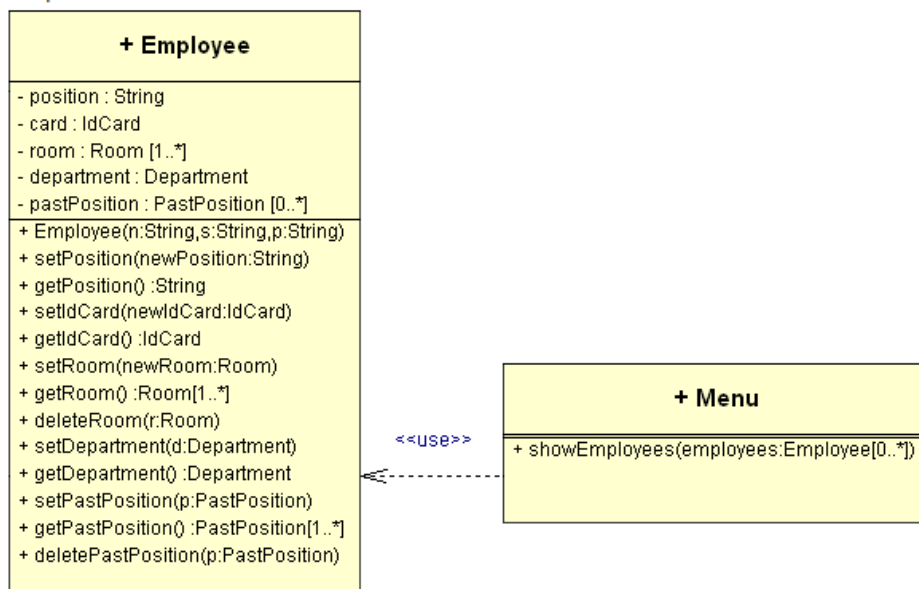 + Employee
- position : String
- card : IdCard
- room : Room [1..*]
- department : Department
- pastPosition : PastPosition [0..*]
+ Employee(n:String,s:String,p:String)
+ setPosition(newPosition:String)
+ getPosition() :String
+ setIdCard(newIdCard:IdCard)
+ getIdCard() :IdCard
+ setRoom(newRoom:Room)
+ getRoom() :Room[1..*]
+ deleteRoom(r:Room)
+ setDepartment(d:Department)
+ getDepartment() :Department
+ setPastPosition(p:PastPosition)
+ getPastPosition() :PastPosition[1..*]
+ deletePastPosition(p:PastPosition)
<<use>>
+ Menu
+ showEmployees(employees:Employee[0..*])